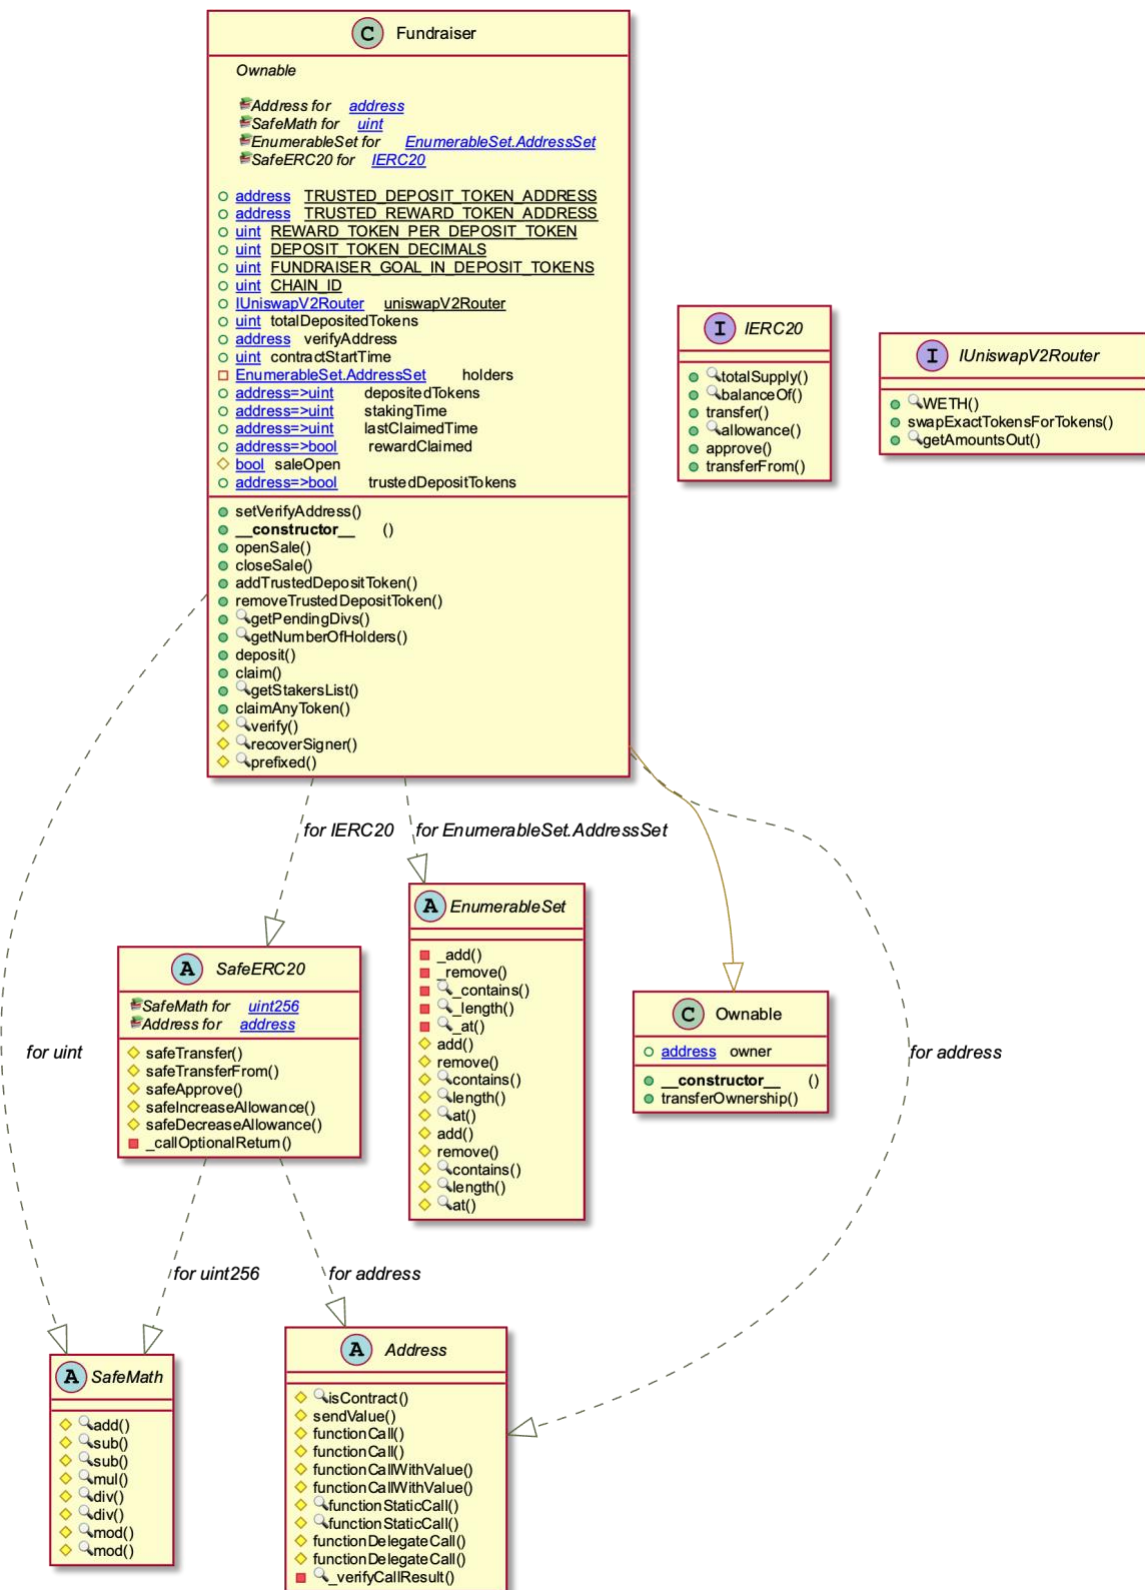 C Fundraiser
Ownable
Address for address
SafeMath for uint
EnumerableSet for EnumerableSet.AddressSet
SafeERC20 for IERC20
address TRUSTED_DEPOSIT_TOKEN_ADDRESS
address TRUSTED_REWARD_TOKEN_ADDRESS
uint REWARD_TOKEN_PER_DEPOSIT_TOKEN
uint DEPOSIT_TOKEN_DECIMALS
uint FUNDRAISER_GOAL_IN_DEPOSIT_TOKENS
uint CHAIN_ID
IUniswapV2Router uniswapV2Router
uint totalDepositedTokens
address verifyAddress
uint contractStartTime
EnumerableSet.AddressSet holders
address=>uint depositedTokens
address=>uint stakingTime
address=>uint lastClaimedTime
address=>bool rewardClaimed
bool saleOpen
address=>bool trustedDepositTokens
setVerifyAddress()
__constructor__ ()
openSale()
closeSale()
addTrustedDepositToken()
removeTrustedDepositToken()
getPendingDivs()
getNumberOfHolders()
deposit()
claim()
getStakersList()
claimAnyToken()
verify()
recoverSigner()
prefixed()
I IERC20
totalSupply()
balanceOf()
transfer()
allowance()
approve()
transferFrom()
I IUniswapV2Router
WETH()
swapExactTokensForTokens()
getAmountsOut()
for IERC20
for EnumerableSet.AddressSet
A EnumerableSet
_add()
_remove()
_contains()
_length()
_at()
add()
remove()
contains()
length()
at()
add()
remove()
contains()
length()
at()
A SafeERC20
SafeMath for uint256
Address for address
safeTransfer()
safeTransferFrom()
safeApprove()
safeIncreaseAllowance()
safeDecreaseAllowance()
_callOptionalReturn()
C Ownable
address owner
__constructor__ ()
transferOwnership()
for uint
for address
for uint256
for address
A SafeMath
add()
sub()
sub()
mul()
div()
div()
mod()
mod()
A Address
isContract()
sendValue()
functionCall()
functionCall()
functionCallWithValue()
functionCallWithValue()
functionStaticCall()
functionStaticCall()
functionDelegateCall()
functionDelegateCall()
_verifyCallResult()